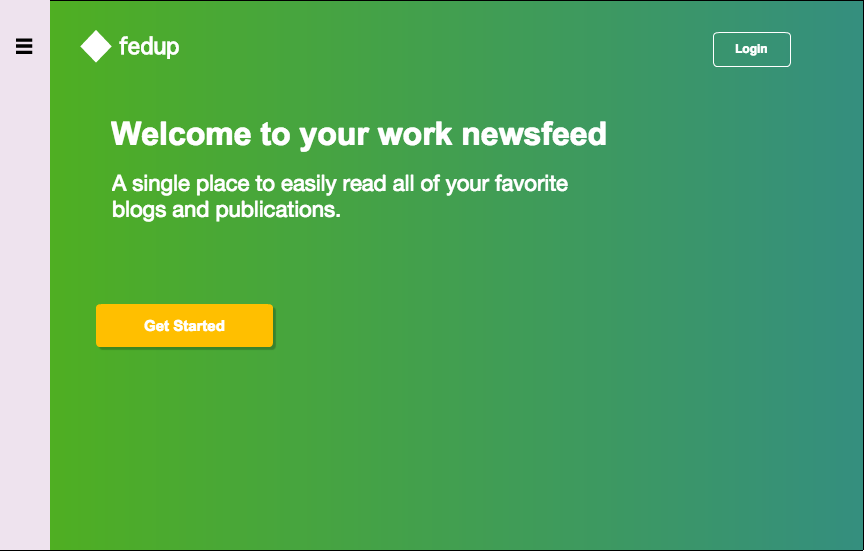 fedup
Login
Welcome to your work newsfeed
A single place to easily read all of your favorite
blogs and publications.
Get Started